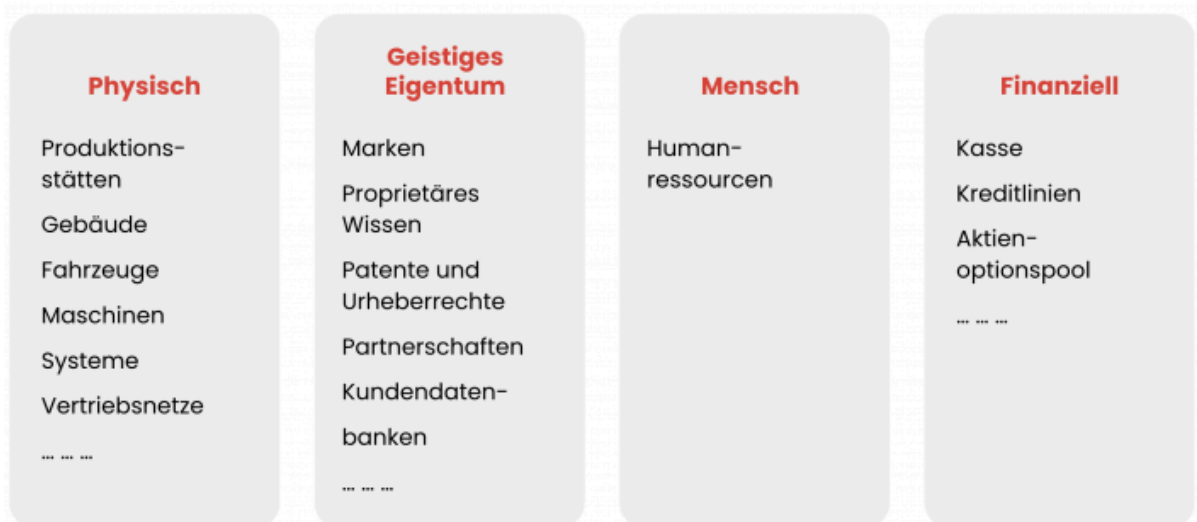 Physisch
Produktions-
stätten
Gebäude
Fahrzeuge
Maschinen
Systeme
Vertriebsnetze
... ... ...
Geistiges
Eigentum
Marken
Proprietäres
Wissen
Patente und
Urheberrechte
Partnerschaften
Kundendaten-
banken
... ... ...
Mensch
Human-
ressourcen
Finanziell
Kasse
Kreditlinien
Aktien-
optionspool
... ... ...